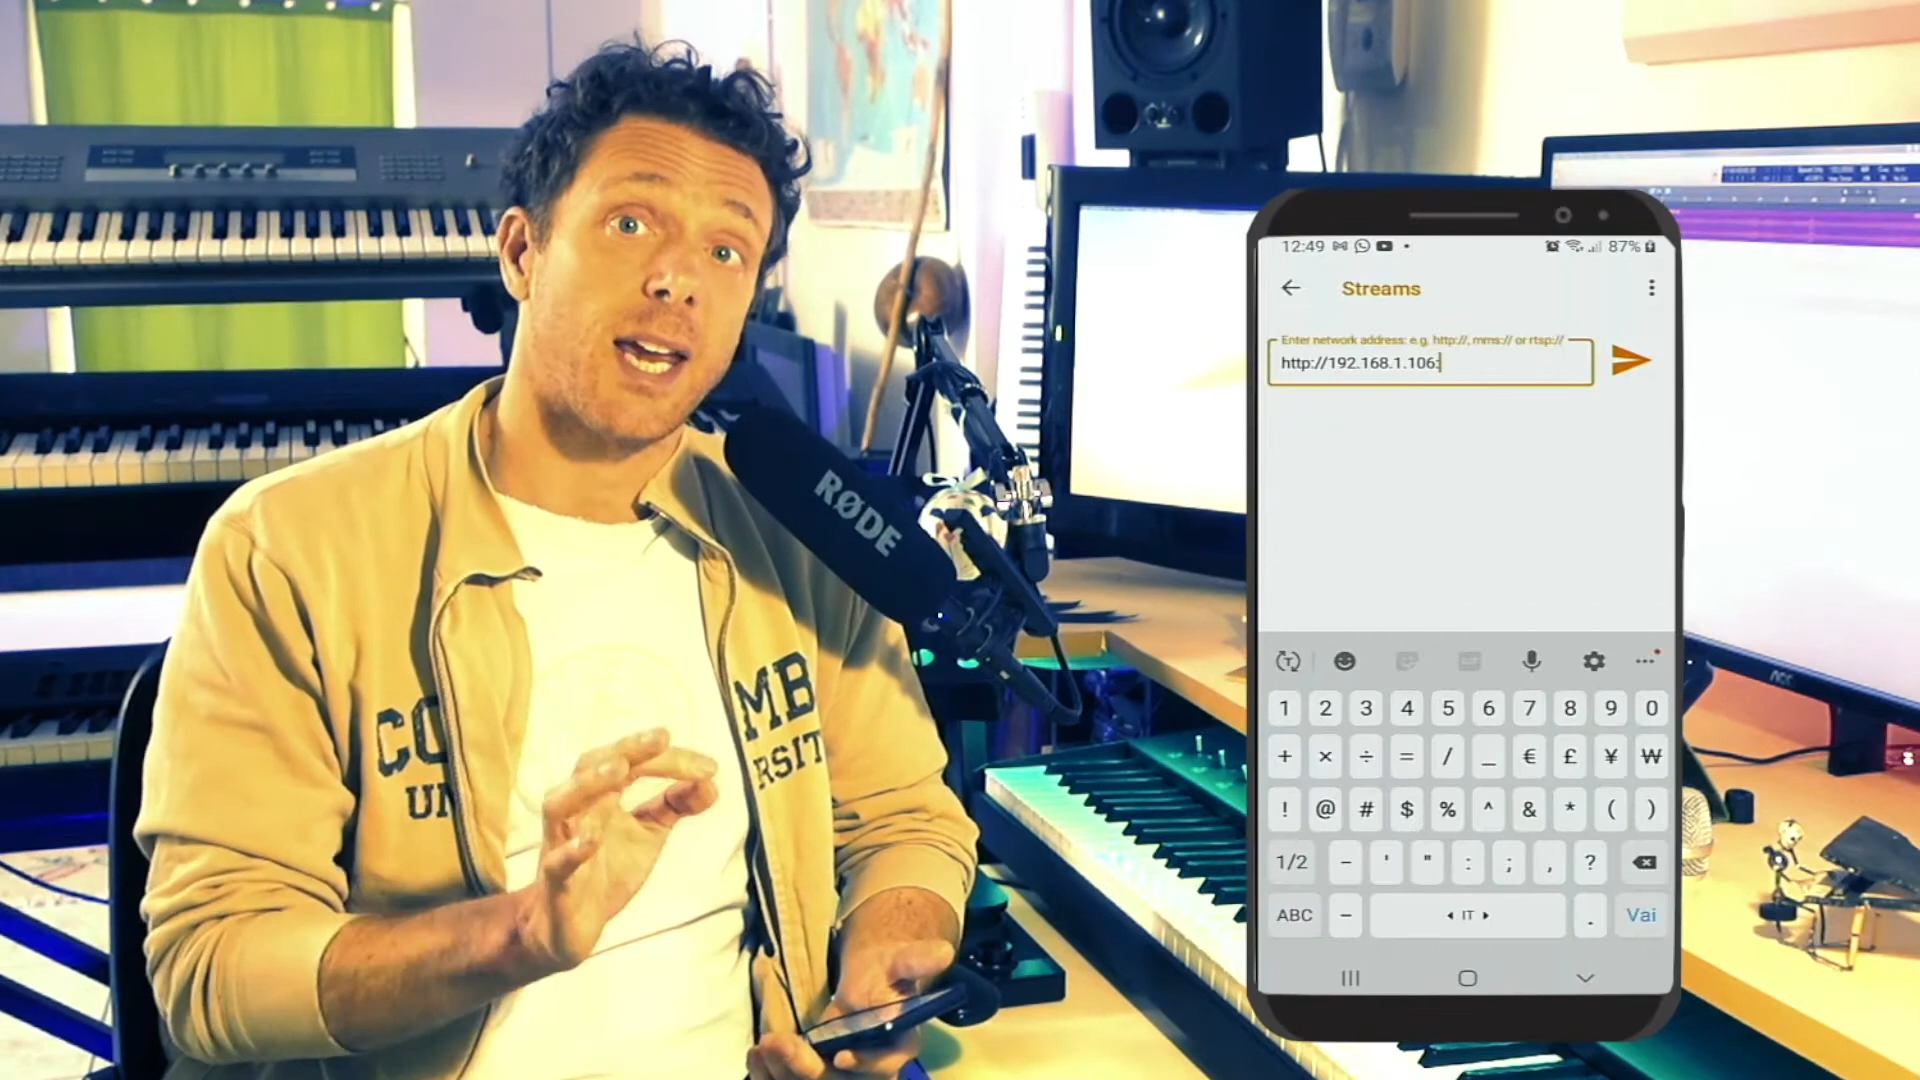 RØDE
CO
MB
UN
RSIT
AOC
12:49
87%
Streams
Enter network address: e.g. http://, mms:// or rtsp://
http://192.168.1.106:
1 2 3 4 5 6 7 8 9 0
+ × ÷ = / _ € £ ¥ ₩
! @ # $ % ^ & * ( )
1/2 - ' " : ; , ?
ABC - IT . Vai